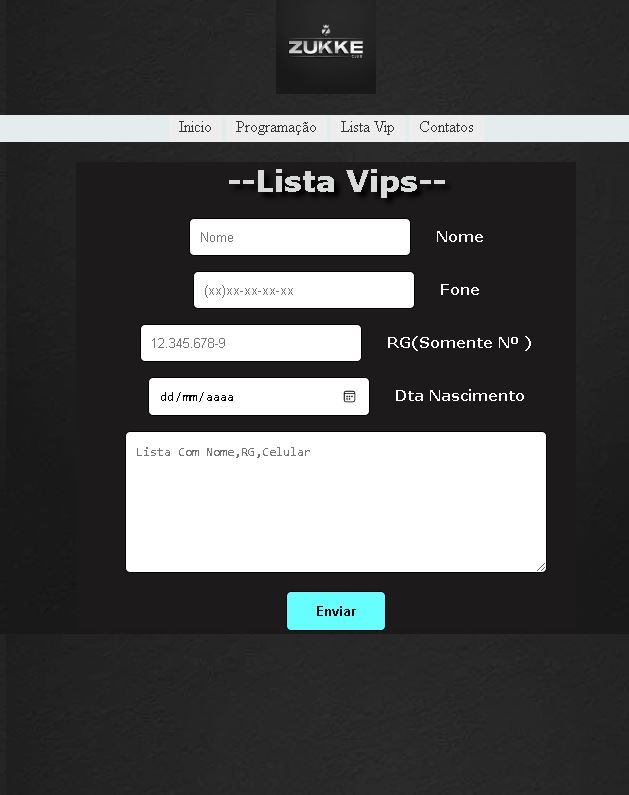 ZUKKE
CLUB
Inicio Programação Lista Vip Contatos
--Lista Vips--
Nome Nome
(xx)xx-xx-xx-xx Fone
12.345.678-9 RG(Somente Nº )
dd/mm/aaaa Dta Nascimento
Lista Com Nome,RG,Celular
Enviar